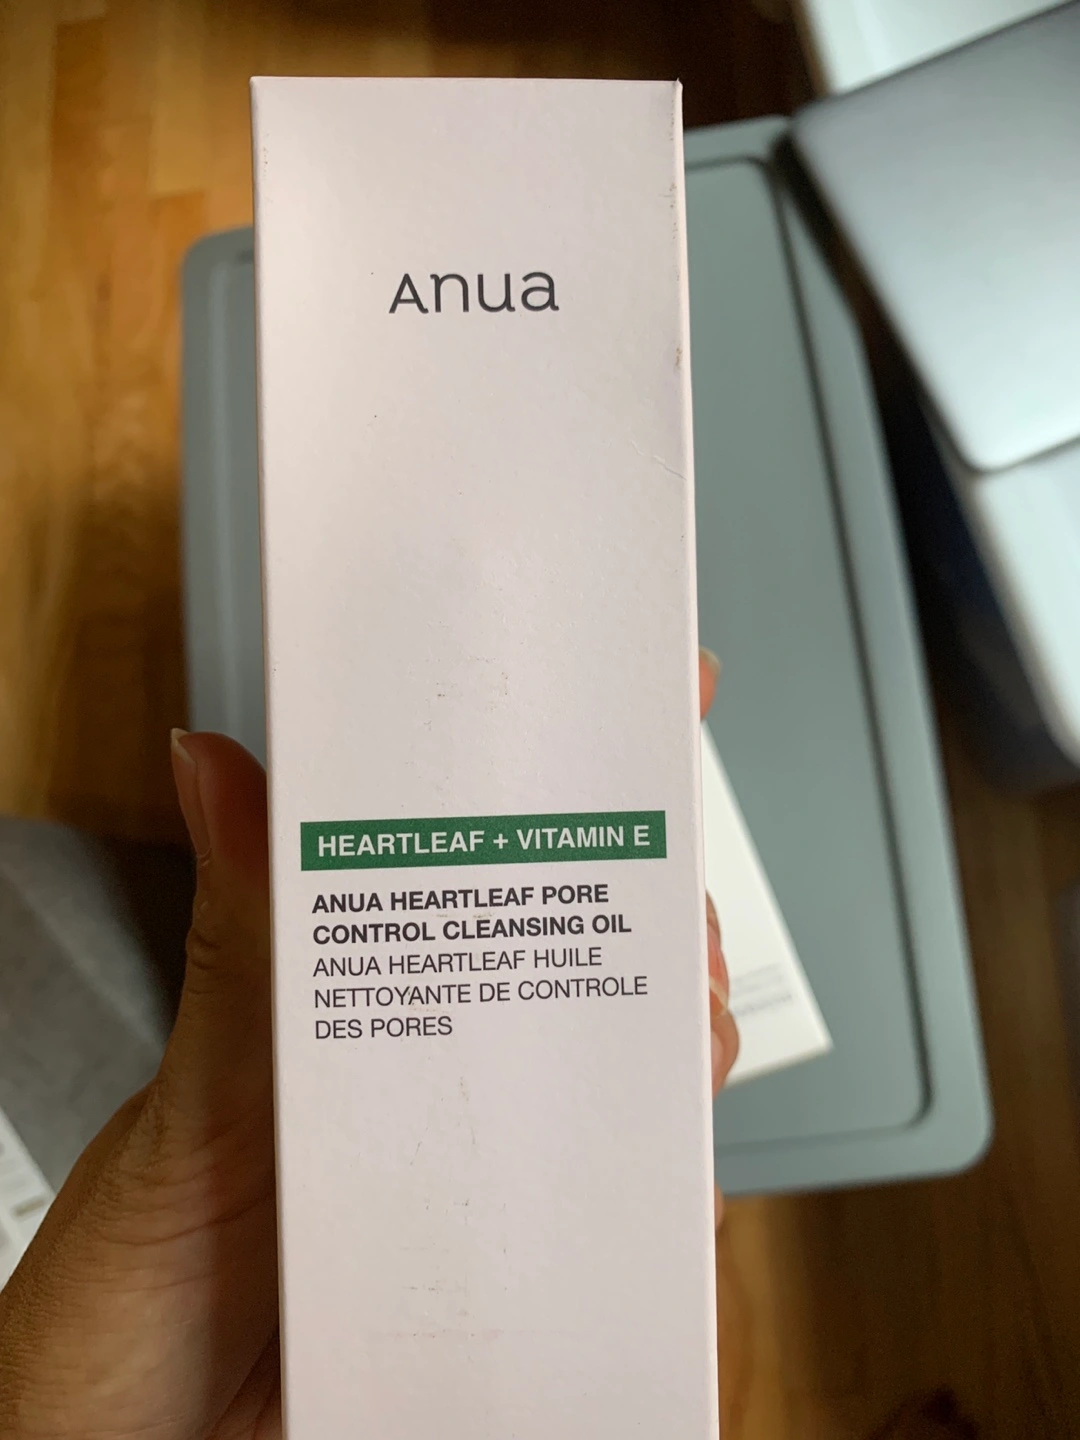 Anua
HEARTLEAF + VITAMIN E
ANUA HEARTLEAF PORE
CONTROL CLEANSING OIL
ANUA HEARTLEAF HUILE
NETTOYANTE DE CONTROLE
DES PORES